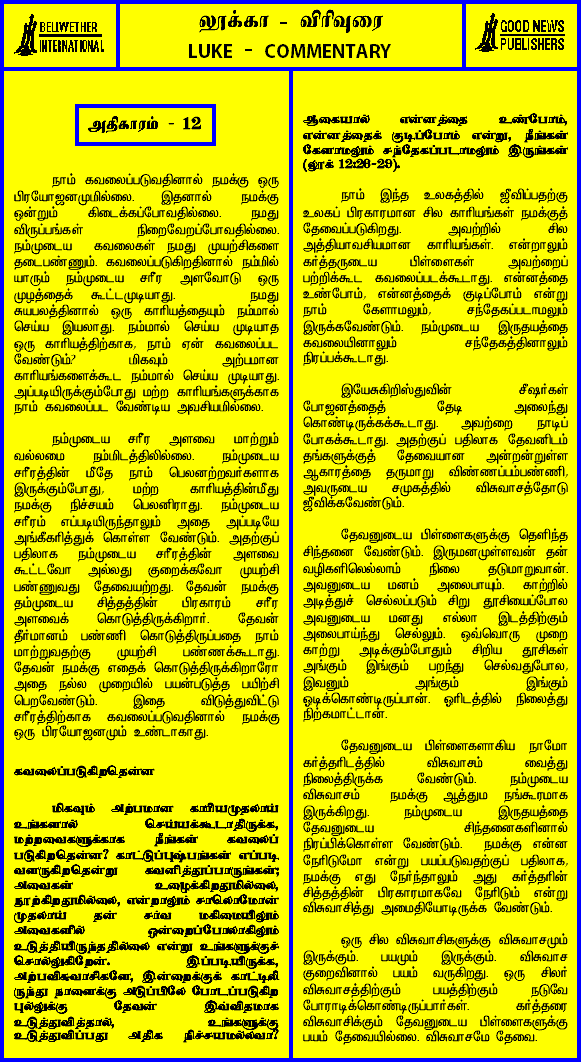 BELLWETHER
INTERNATIONAL
லூக்கா - விரிவுரை
LUKE - COMMENTARY
GOOD NEWS
PUBLISHERS
அதிகாரம் - 12
நாம் கவலைப்படுவதினால் நமக்கு ஒரு
பிரயோஜனமுமில்லை. இதனால் நமக்கு
ஒன்றும் கிடைக்கப்போவதில்லை. நமது
விருப்பங்கள் நிறைவேறப்போவதில்லை.
நம்முடைய கவலைகள் நமது முயற்சிகளை
தடைபண்ணும். கவலைப்படுகிறதினால் நம்மில்
யாரும் நம்முடைய சரீர அளவோடு ஒரு
முழத்தைக் கூட்டமுடியாது. நமது
சுயபலத்தினால் ஒரு காரியத்தையும் நம்மால்
செய்ய இயலாது. நம்மால் செய்ய முடியாத
ஒரு காரியத்திற்காக, நாம் ஏன் கவலைப்பட
வேண்டும்? மிகவும் அற்பமான
காரியங்களைக்கூட நம்மால் செய்ய முடியாது.
அப்படியிருக்கும்போது மற்ற காரியங்களுக்காக
நாம் கவலைப்பட வேண்டிய அவசியமில்லை.
நம்முடைய சரீர அளவை மாற்றும்
வல்லமை நம்மிடத்திலில்லை. நம்முடைய
சரீரத்தின் மீதே நாம் பெலனற்றவர்களாக
இருக்கும்போது, மற்ற காரியத்தின்மீது
நமக்கு நிச்சயம் பெலனிராது. நம்முடைய
சரீரம் எப்படியிருந்தாலும் அதை அப்படியே
அங்கீகரித்துக் கொள்ள வேண்டும். அதற்குப்
பதிலாக நம்முடைய சரீரத்தின் அளவை
கூட்டவோ அல்லது குறைக்கவோ முயற்சி
பண்ணுவது தேவையற்றது. தேவன் நமக்கு
தம்முடைய சித்தத்தின் பிரகாரம் சரீர
அளவைக் கொடுத்திருக்கிறார். தேவன்
தீர்மானம் பண்ணி கொடுத்திருப்பதை நாம்
மாற்றுவதற்கு முயற்சி பண்ணக்கூடாது.
தேவன் நமக்கு எதைக் கொடுத்திருக்கிறாரோ
அதை நல்ல முறையில் பயன்படுத்த பயிற்சி
பெறவேண்டும். இதை விடுத்துவிட்டு
சரீரத்திற்காக கவலைப்படுவதினால் நமக்கு
ஒரு பிரயோஜனமும் உண்டாகாது.
கவலைப்படுகிறதென்ன
மிகவும் அற்பமான காரியமுதலாய்
உங்களால் செய்யக்கூடாதிருக்க,
மற்றவைகளுக்காக நீங்கள் கவலைப்
படுகிறதென்ன? காட்டுப்புஷ்பங்கள் எப்படி
வளருகிறதென்று கவனித்துப்பாருங்கள்;
அவைகள் உழைக்கிறதுமில்லை,
நூற்கிறதுமில்லை, என்றாலும் சாலொமோன்
முதலாய் தன் சர்வ மகிமையிலும்
அவைகளில் ஒன்றைப்போலாகிலும்
உடுத்தியிருந்ததில்லை என்று உங்களுக்குச்
சொல்லுகிறேன். இப்படியிருக்க,
அற்பவிசுவாசிகளே, இன்றைக்குக் காட்டிலி
ருந்து நாளைக்கு அடுப்பிலே போடப்படுகிற
புல்லுக்கு தேவன் இவ்விதமாக
உடுத்துவித்தால், உங்களுக்கு
உடுத்துவிப்பது அதிக நிச்சயமல்லவா?
ஆகையால் என்னத்தை உண்போம்,
என்னத்தைக் குடிப்போம் என்று, நீங்கள்
கேளாமலும் சந்தேகப்படாமலும் இருங்கள்
(லூக் 12:26-29).
நாம் இந்த உலகத்தில் ஜீவிப்பதற்கு
உலகப் பிரகாரமான சில காரியங்கள் நமக்குத்
தேவைப்படுகிறது. அவற்றில் சில
அத்தியாவசியமான காரியங்கள். என்றாலும்
கர்த்தருடைய பிள்ளைகள் அவற்றைப்
பற்றிக்கூட கவலைப்படக்கூடாது. என்னத்தை
உண்போம், என்னத்தைக் குடிப்போம் என்று
நாம் கேளாமலும், சந்தேகப்படாமலும்
இருக்கவேண்டும். நம்முடைய இருதயத்தை
கவலையினாலும் சந்தேகத்தினாலும்
நிரப்பக்கூடாது.
இயேசுகிறிஸ்துவின் சீஷர்கள்
போஜனத்தைத் தேடி அலைந்து
கொண்டிருக்கக்கூடாது. அவற்றை நாடிப்
போகக்கூடாது. அதற்குப் பதிலாக தேவனிடம்
தங்களுக்குத் தேவையான அன்றன்றுள்ள
ஆகாரத்தை தருமாறு விண்ணப்பம்பண்ணி,
அவருடைய சமுகத்தில் விசுவாசத்தோடு
ஜீவிக்கவேண்டும்.
தேவனுடைய பிள்ளைகளுக்கு தெளிந்த
சிந்தனை வேண்டும். இருமனமுள்ளவன் தன்
வழிகளிலெல்லாம் நிலை தடுமாறுவான்.
அவனுடைய மனம் அலைபாயும். காற்றில்
அடித்துச் செல்லப்படும் சிறு தூசியைப்போல
அவனுடைய மனது எல்லா இடத்திற்கும்
அலைபாய்ந்து செல்லும். ஒவ்வொரு முறை
காற்று அடிக்கும்போதும் சிறிய தூசிகள்
அங்கும் இங்கும் பறந்து செல்வதுபோல,
இவனும் அங்கும் இங்கும்
ஓடிக்கொண்டிருப்பான். ஓரிடத்தில் நிலைத்து
நிற்கமாட்டான்.
தேவனுடைய பிள்ளைகளாகிய நாமோ
கர்த்தரிடத்தில் விசுவாசம் வைத்து
நிலைத்திருக்க வேண்டும். நம்முடைய
விசுவாசம் நமக்கு ஆத்தும நங்கூரமாக
இருக்கிறது. நம்முடைய இருதயத்தை
தேவனுடைய சிந்தனைகளினால்
நிரப்பிக்கொள்ள வேண்டும். நமக்கு என்ன
நேரிடுமோ என்று பயப்படுவதற்குப் பதிலாக,
நமக்கு எது நேர்ந்தாலும் அது கர்த்தரின்
சித்தத்தின் பிரகாரமாகவே நேரிடும் என்று
விசுவாசித்து அமைதியோடிருக்க வேண்டும்.
ஒரு சில விசுவாசிகளுக்கு விசுவாசமும்
இருக்கும். பயமும் இருக்கும். விசுவாச
குறைவினால் பயம் வருகிறது. ஒரு சிலர்
விசுவாசத்திற்கும் பயத்திற்கும் நடுவே
போராடிக்கொண்டிருப்பார்கள். கர்த்தரை
விசுவாசிக்கும் தேவனுடைய பிள்ளைகளுக்கு
பயம் தேவையில்லை. விசுவாசமே தேவை.